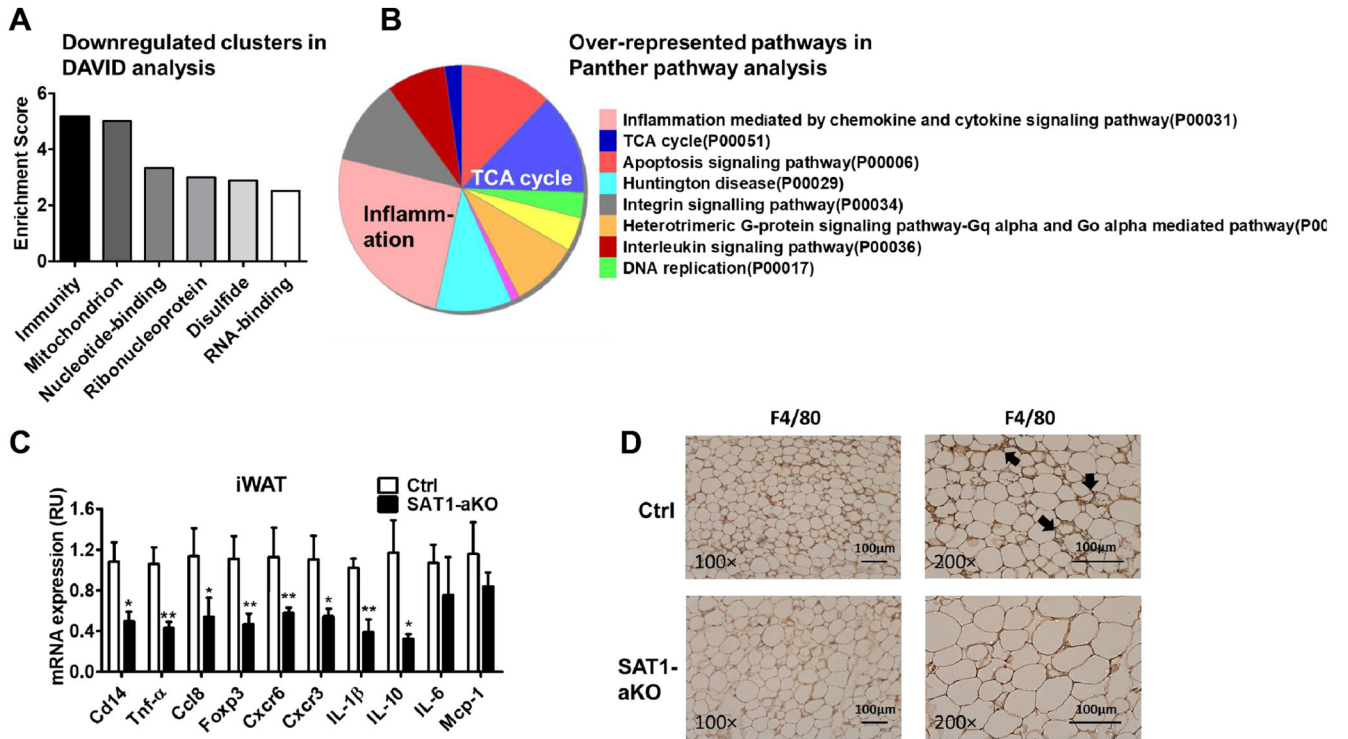 A
Downregulated clusters in
DAVID analysis
Enrichment Score
6
4
2
0
Immunity
Mitochondrion
Nucleotide-binding
Ribonucleoprotein
Disulfide
RNA-binding
B
Over-represented pathways in
Panther pathway analysis
TCA cycle
Inflamm-
ation
Inflammation mediated by chemokine and cytokine signaling pathway(P00031)
TCA cycle(P00051)
Apoptosis signaling pathway(P00006)
Huntington disease(P00029)
Integrin signalling pathway(P00034)
Heterotrimeric G-protein signaling pathway-Gq alpha and Go alpha mediated pathway(P00
Interleukin signaling pathway(P00036)
DNA replication(P00017)
C
iWAT
Ctrl
SAT1-aKO
mRNA expression (RU)
1.6
1.2
0.8
0.4
0.0
* ** * ** ** * ** *
Cd14
Tnf-α
Ccl8
Foxp3
Cxcr6
Cxcr3
IL-1β
IL-10
IL-6
Mcp-1
D
F4/80
F4/80
Ctrl
100×
100μm
200×
100μm
SAT1-
aKO
100×
100μm
200×
100μm